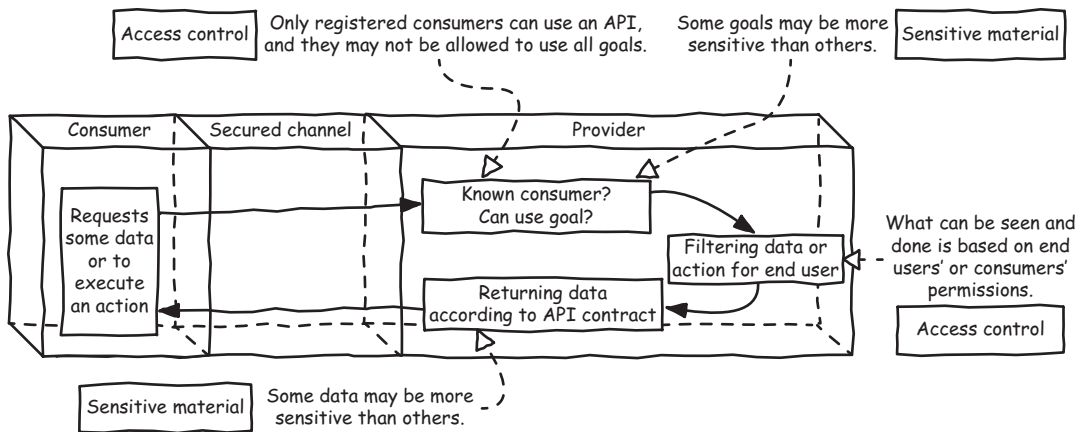 Access control
Only registered consumers can use an API,
and they may not be allowed to use all goals.
Some goals may be more
sensitive than others.
Sensitive material
Consumer
Secured channel
Provider
Requests
some data
or to
execute
an action
Known consumer?
Can use goal?
Filtering data or
action for end user
What can be seen and
done is based on end
users' or consumers'
permissions.
Access control
Returning data
according to API contract
Sensitive material
Some data may be more
sensitive than others.